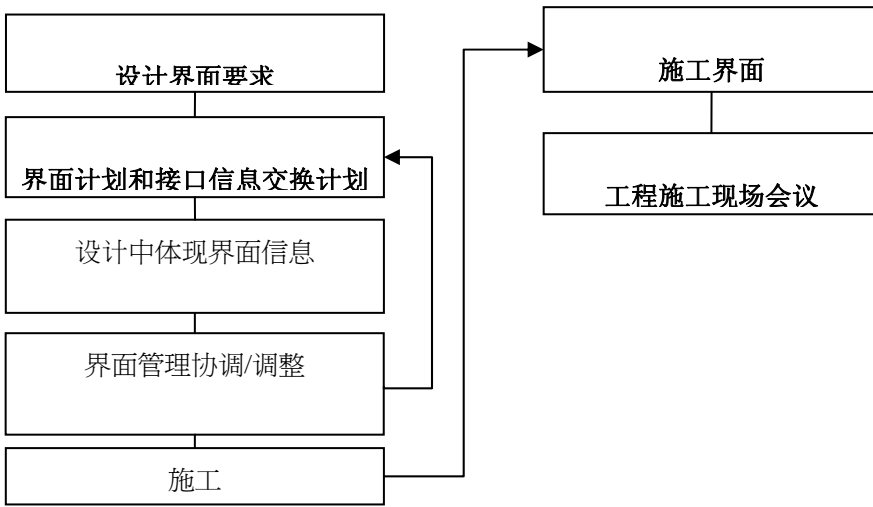 设计界面要求
界面计划和接口信息交换计划
设计中体现界面信息
界面管理协调/调整
施工
施工界面
工程施工现场会议